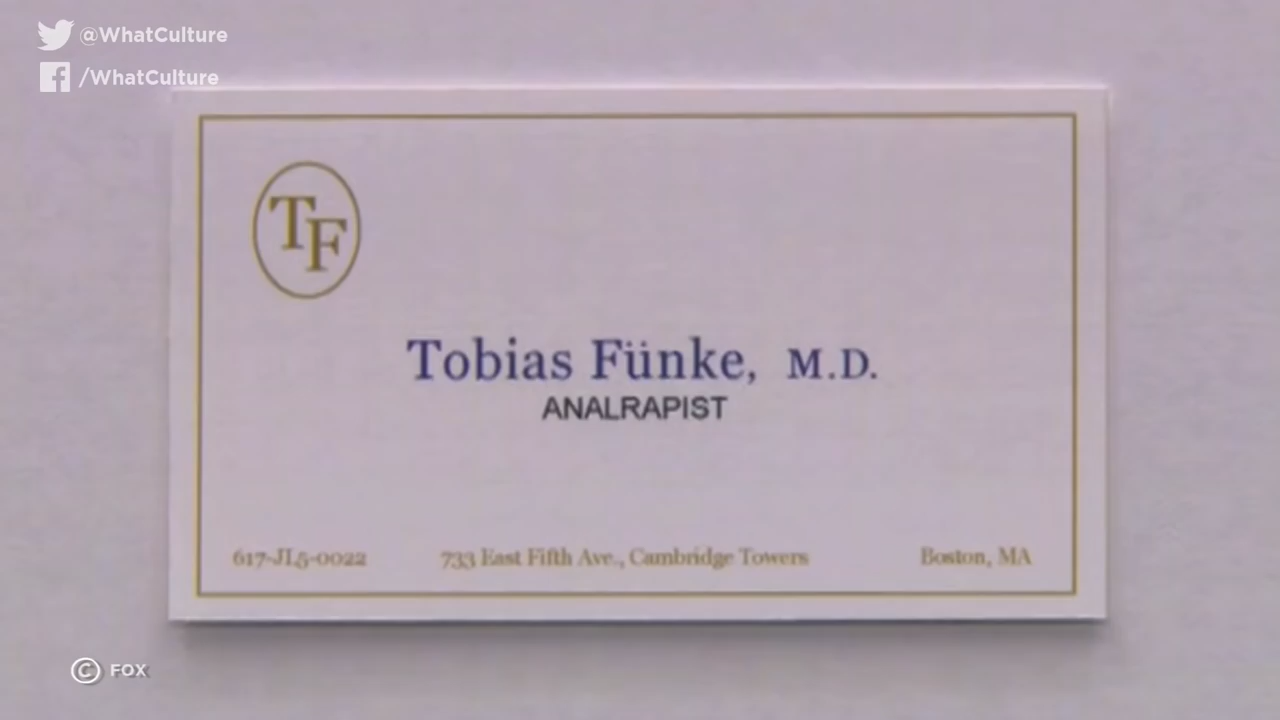 @WhatCulture
/WhatCulture
TF
Tobias Fünke, M.D.
ANALRAPIST
617-JL5-0022 733 East Fifth Ave., Cambridge Towers Boston, MA
© FOX